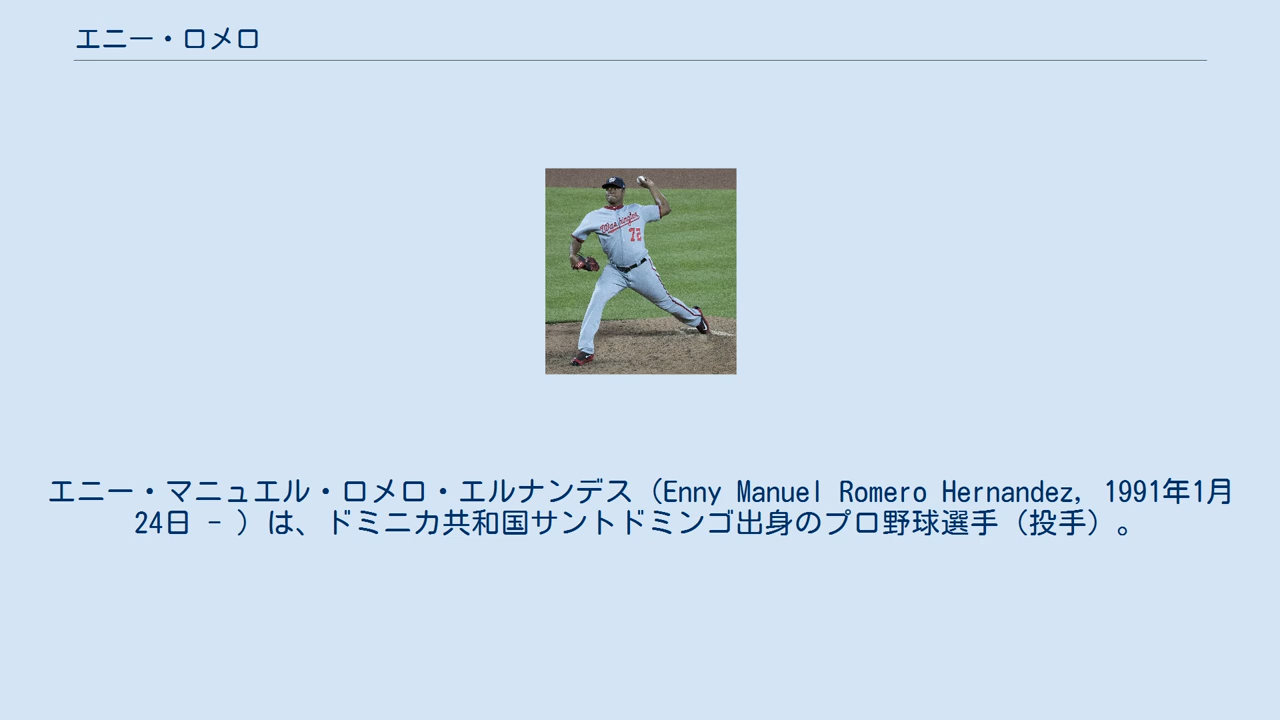 エニー・ロメロ
Washington
72
エニー・マニュエル・ロメロ・エルナンデス（Enny Manuel Romero Hernandez, 1991年1月
24日 - ）は、ドミニカ共和国サントドミンゴ出身のプロ野球選手（投手）。